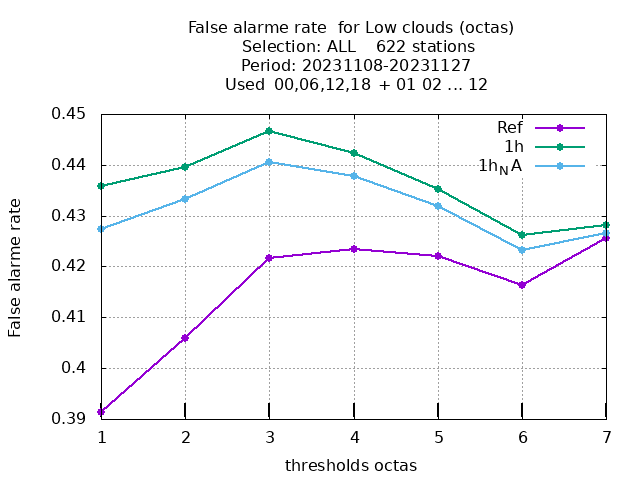 False alarme rate  for Low clouds (octas)
Selection: ALL    622 stations
Period: 20231108-20231127
Used  00,06,12,18 + 01 02 ... 12
0.45
0.44
0.43
0.42
0.41
0.4
0.39
False alarme rate
Ref
1h
1h_NA
1 2 3 4 5 6 7
thresholds octas